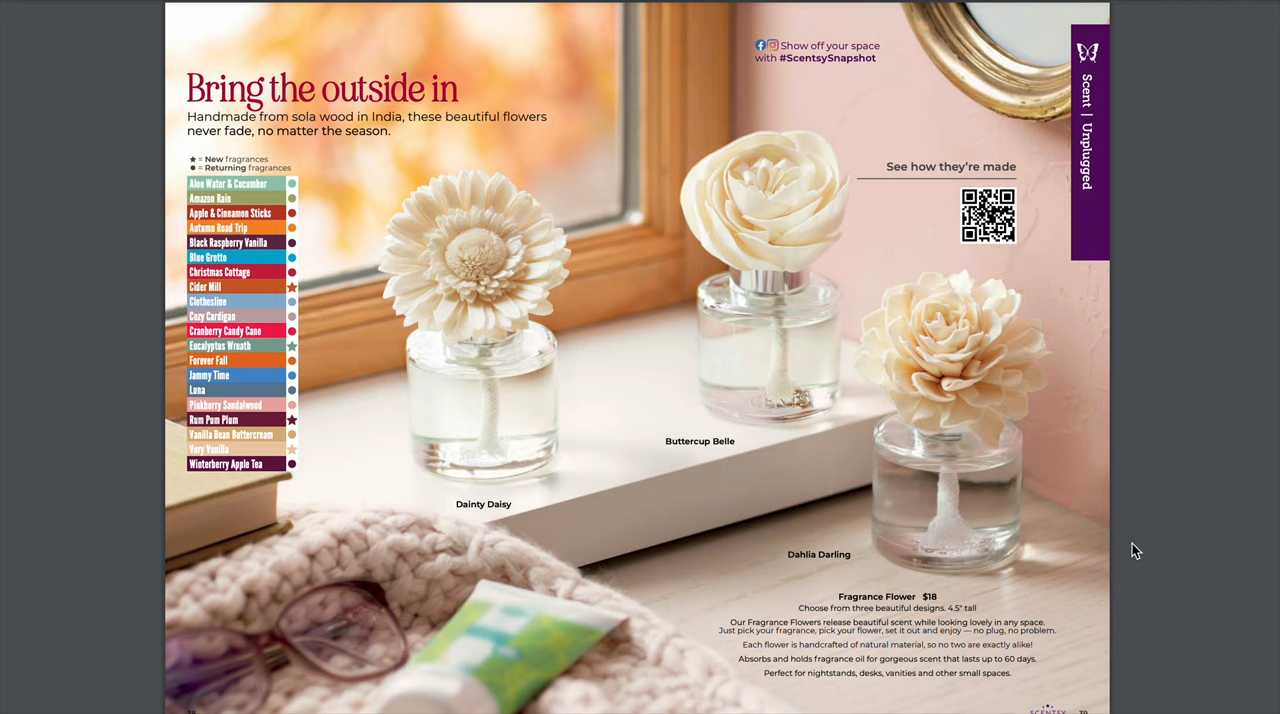 Show off your space
with #ScentsySnapshot
Scent | Unplugged
Bring the outside in
Handmade from sola wood in India, these beautiful flowers
never fade, no matter the season.
★ = New fragrances
● = Returning fragrances
Aloe Water & Cucumber
Amazon Rain
Apple & Cinnamon Sticks
Autumn Road Trip
Black Raspberry Vanilla
Blue Grotto
Christmas Cottage
Cider Mill
Clothesline
Cozy Cardigan
Cranberry Candy Cane
Eucalyptus Wreath
Forever Fall
Jammy Time
Luna
Pinkberry Sandalwood
Rum Pum Plum
Vanilla Bean Buttercream
Very Vanilla
Winterberry Apple Tea
See how they're made
Buttercup Belle
Dainty Daisy
Dahlia Darling
Fragrance Flower $18
Choose from three beautiful designs. 4.5" tall
Our Fragrance Flowers release beautiful scent while looking lovely in any space.
Just pick your fragrance, pick your flower, set it out and enjoy — no plug, no problem.
Each flower is handcrafted of natural material, so no two are exactly alike!
Absorbs and holds fragrance oil for gorgeous scent that lasts up to 60 days.
Perfect for nightstands, desks, vanities and other small spaces.
SCENTSY